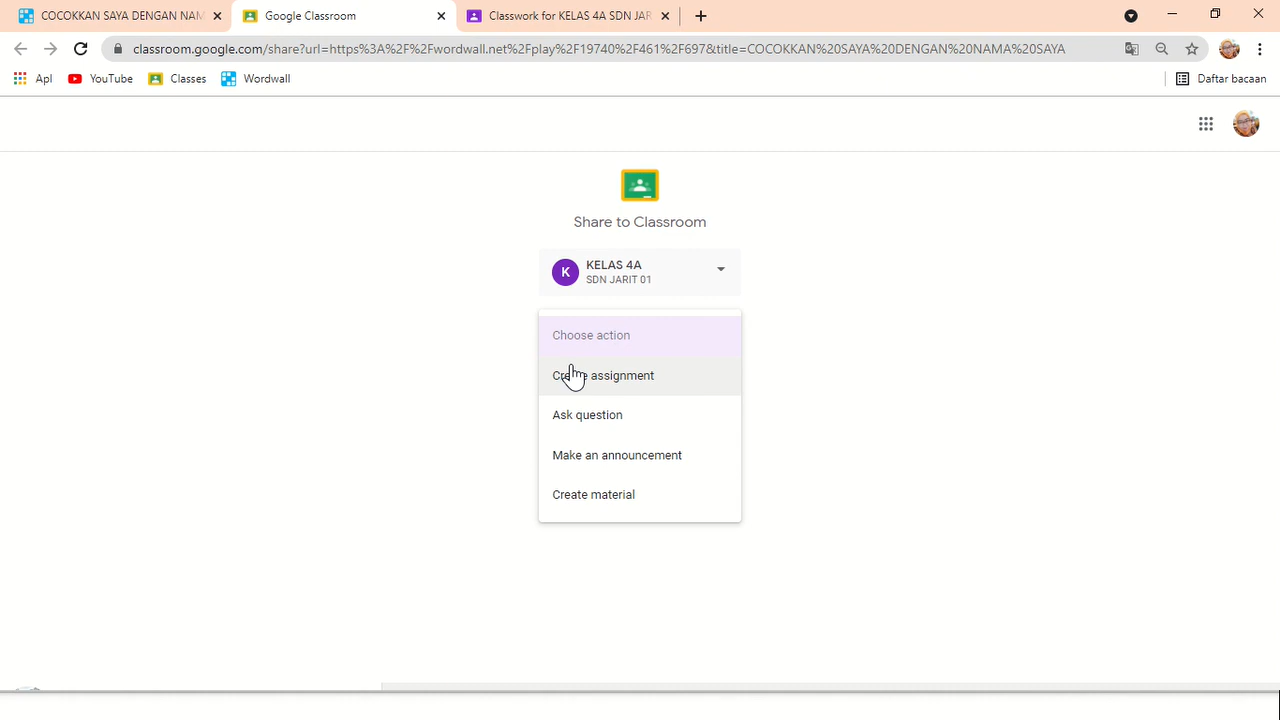 COCOKKAN SAYA DENGAN NAM
Google Classroom
Classwork for KELAS 4A SDN JAR
classroom.google.com/share?url=https%3A%2F%2Fwordwall.net%2Fplay%2F19740%2F461%2F697&title=COCOKKAN%20SAYA%20DENGAN%20NAMA%20SAYA
Apl
YouTube
Classes
Wordwall
Daftar bacaan
Share to Classroom
K
KELAS 4A
SDN JARIT 01
Choose action
Create assignment
Ask question
Make an announcement
Create material